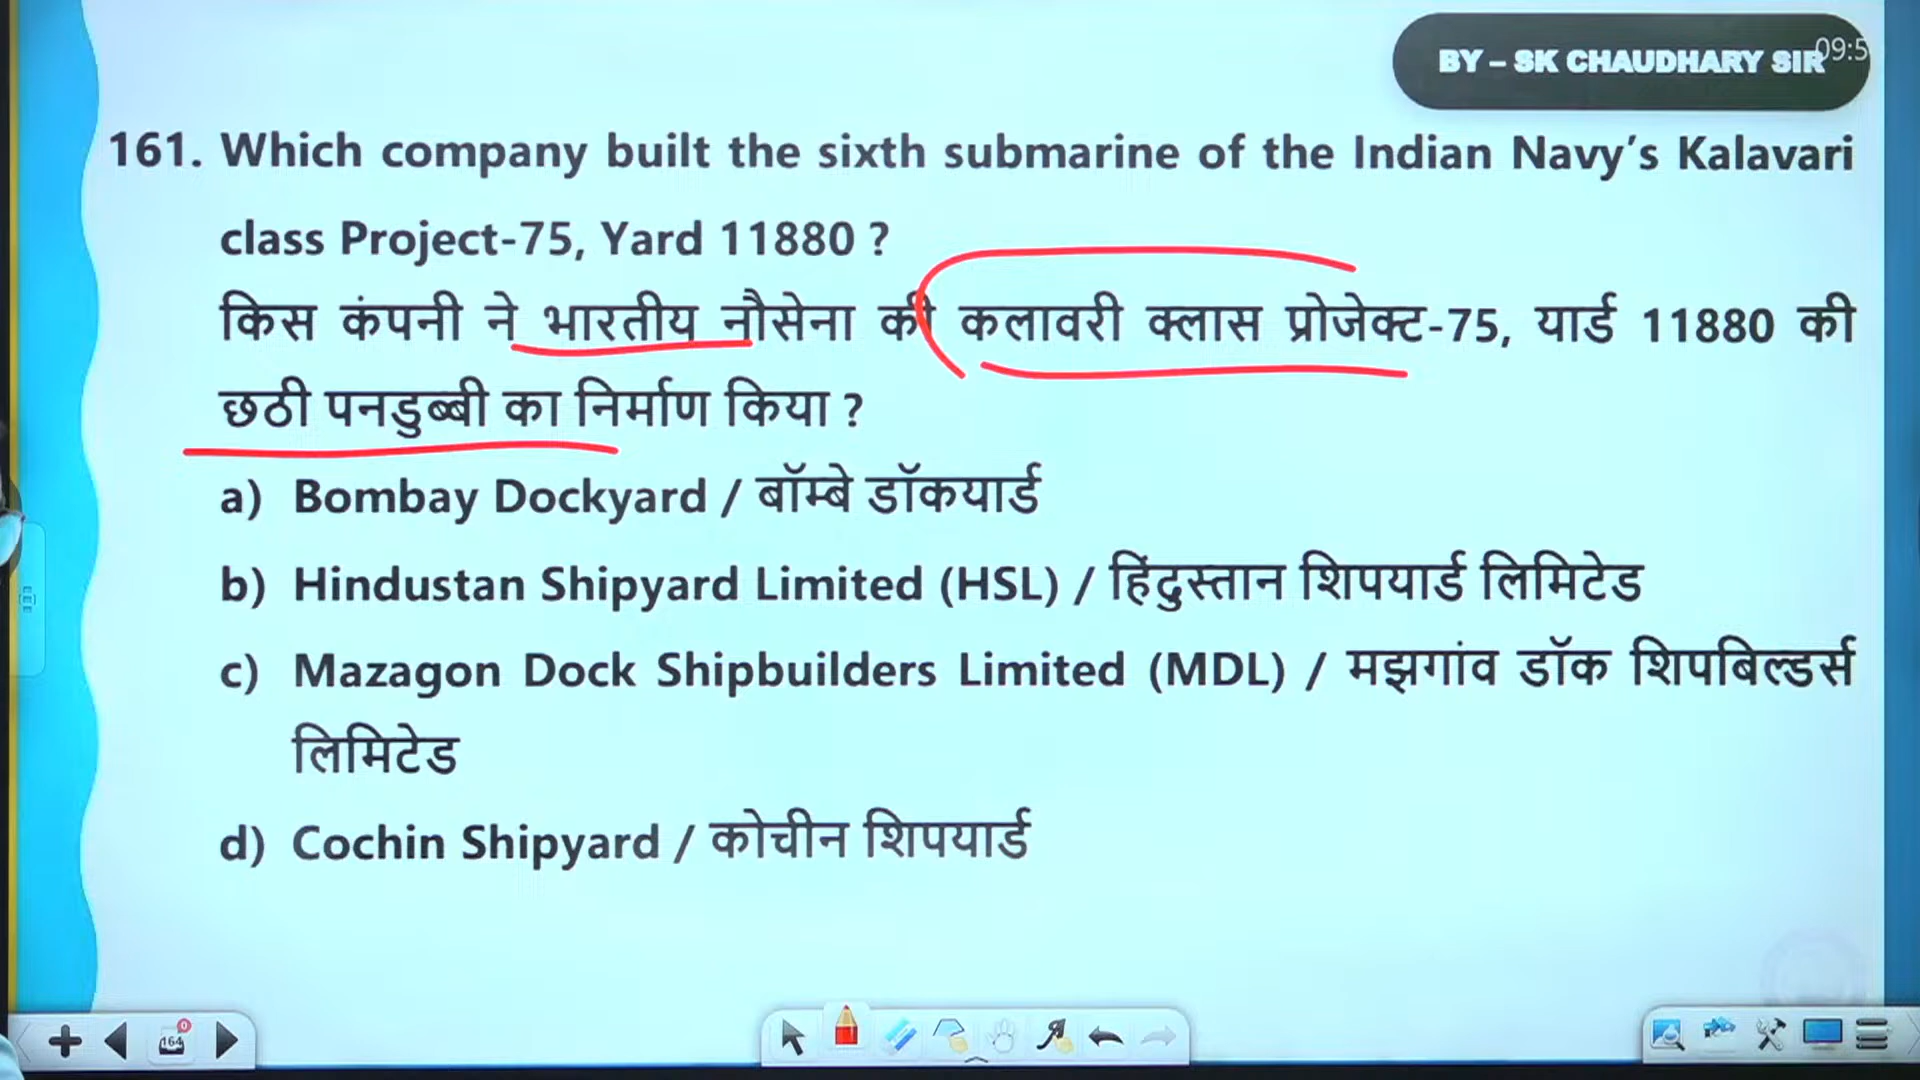 BY – SK CHAUDHARY SIR
09:5
161. Which company built the sixth submarine of the Indian Navy’s Kalavari
class Project-75, Yard 11880 ?
किस कंपनी ने भारतीय नौसेना की कलावरी क्लास प्रोजेक्ट-75, यार्ड 11880 की
छठी पनडुब्बी का निर्माण किया ?
a) Bombay Dockyard / बॉम्बे डॉकयार्ड
b) Hindustan Shipyard Limited (HSL) / हिंदुस्तान शिपयार्ड लिमिटेड
c) Mazagon Dock Shipbuilders Limited (MDL) / मझगांव डॉक शिपबिल्डर्स
लिमिटेड
d) Cochin Shipyard / कोचीन शिपयार्ड
164
0